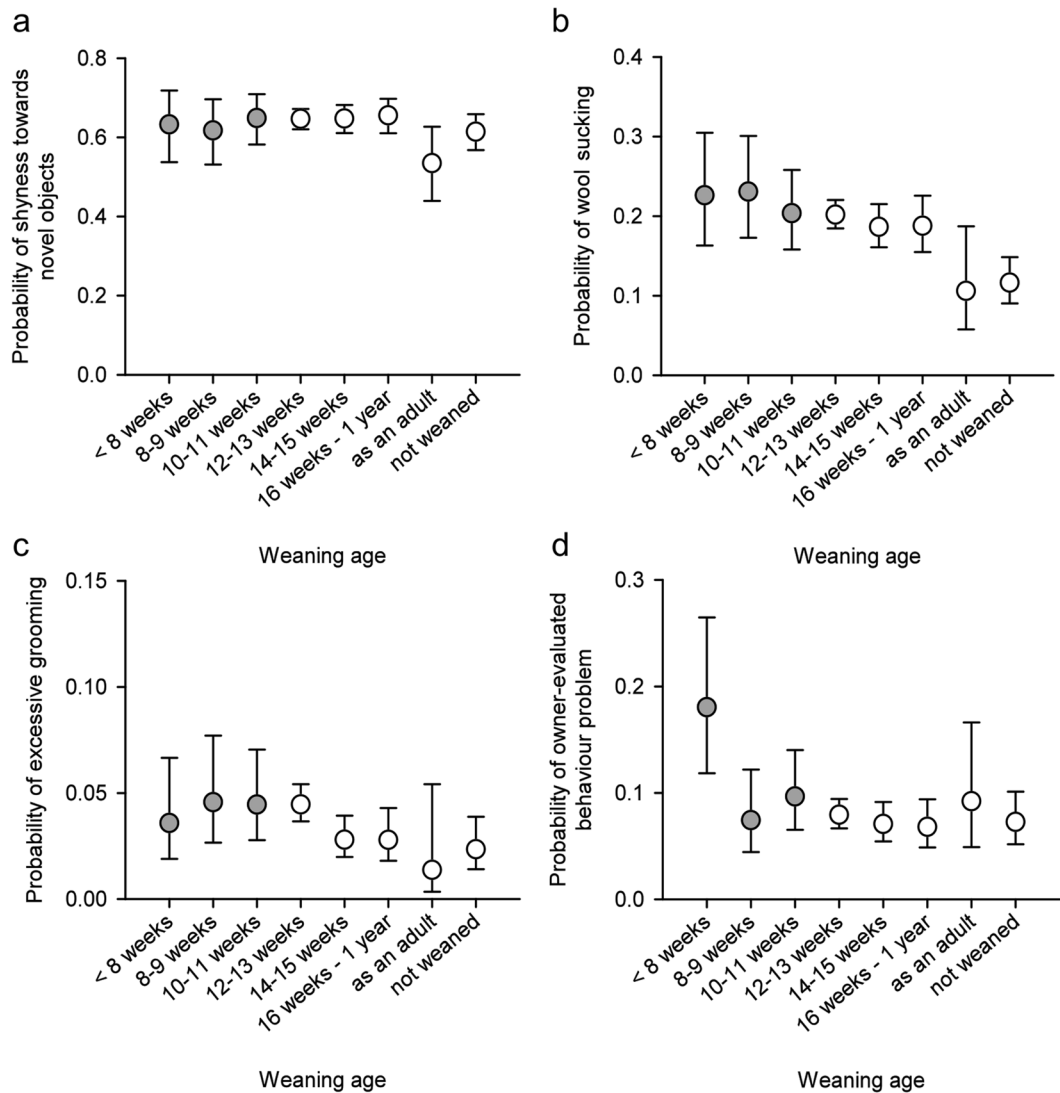 a
Probability of shyness towards
novel objects
0.8
0.6
0.4
0.2
0.0
< 8 weeks
8-9 weeks
10-11 weeks
12-13 weeks
14-15 weeks
16 weeks - 1 year
as an adult
not weaned
b
Probability of wool sucking
0.4
0.3
0.2
0.1
0.0
< 8 weeks
8-9 weeks
10-11 weeks
12-13 weeks
14-15 weeks
16 weeks - 1 year
as an adult
not weaned
Weaning age
Weaning age
c
Probability of excessive grooming
0.15
0.10
0.05
0.00
< 8 weeks
8-9 weeks
10-11 weeks
12-13 weeks
14-15 weeks
16 weeks - 1 year
as an adult
not weaned
Weaning age
d
Probability of owner-evaluated
behaviour problem
0.3
0.2
0.1
0.0
< 8 weeks
8-9 weeks
10-11 weeks
12-13 weeks
14-15 weeks
16 weeks - 1 year
as an adult
not weaned
Weaning age